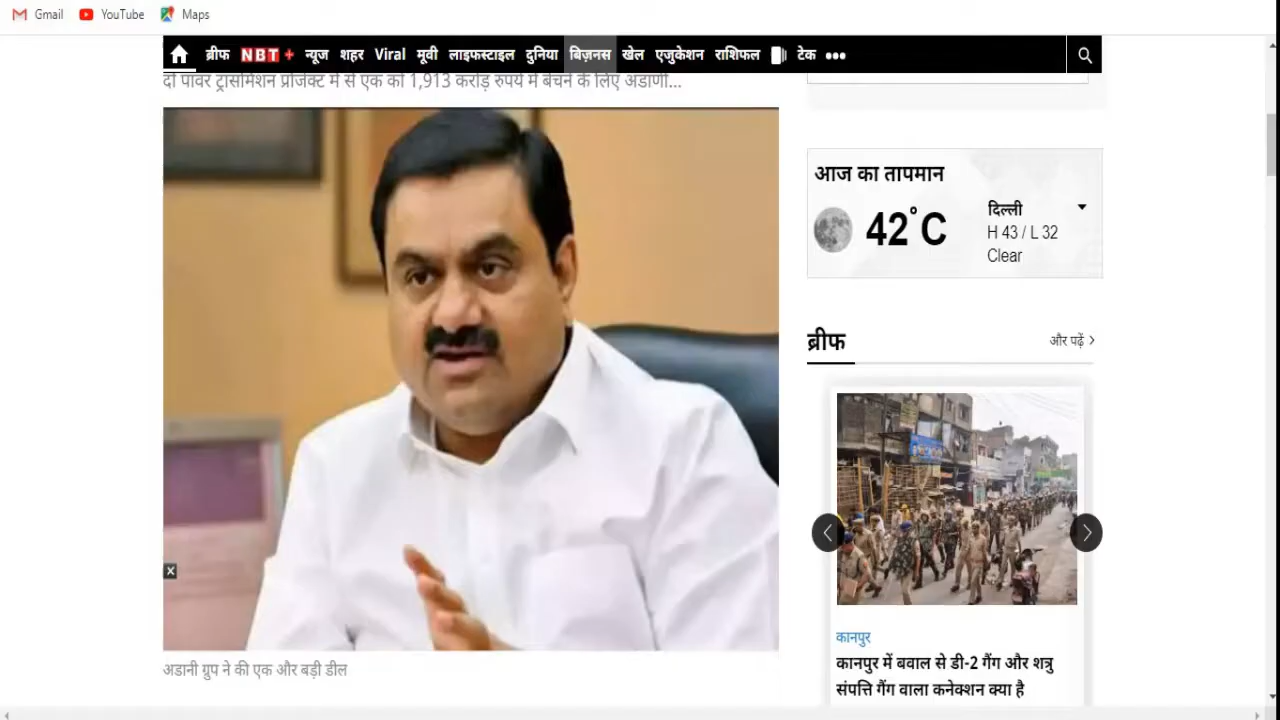 Gmail YouTube Maps
ब्रीफ NBT + न्यूज शहर Viral मूवी लाइफस्टाइल दुनिया बिज़नस खेल एजुकेशन राशिफल टेक
दो पावर ट्रांसमिशन प्रोजेक्ट में से एक को 1,913 करोड़ रुपये में बेचने के लिए अडाणी...
आज का तापमान
42°C
दिल्ली
H 43 / L 32
Clear
ब्रीफ
और पढ़ें
कानपुर
कानपुर में बवाल से डी-2 गैंग और शत्रु
संपत्ति गैंग वाला कनेक्शन क्या है
अडानी ग्रुप ने की एक और बड़ी डील